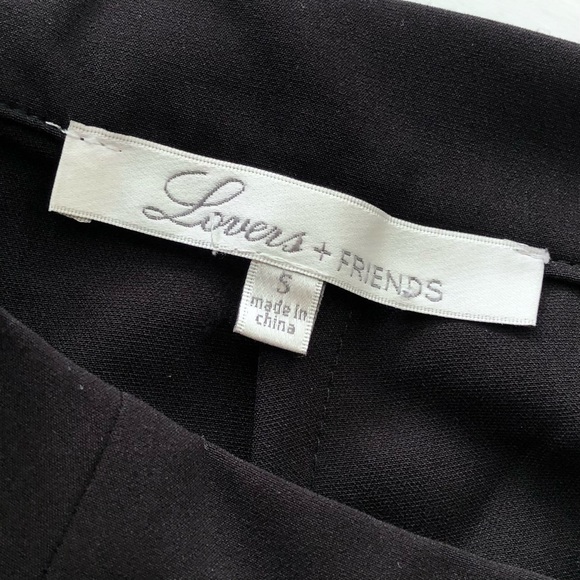 Lovers + FRIENDS
S
made in
china